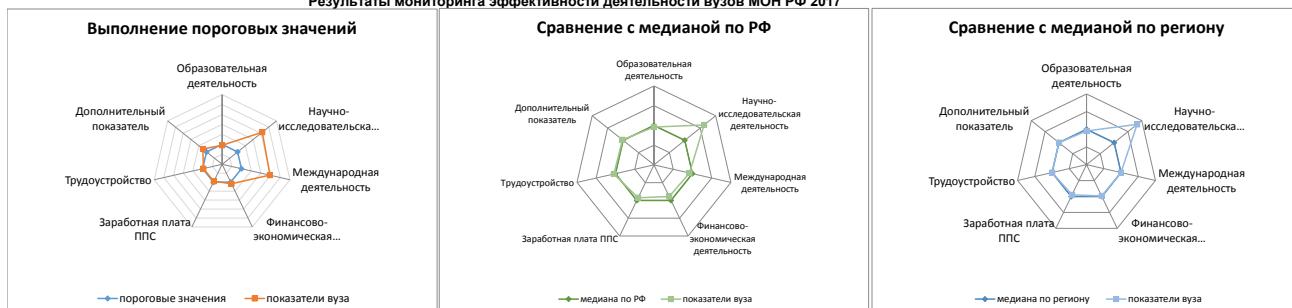 Результаты мониторинга эффективности деятельности вузов МОН РФ 2017
Выполнение пороговых значений
Образовательная
деятельность
Научно-
исследовательска...
Международная
деятельность
Финансово-
экономическая...
Заработная плата
ППС
Трудоустройство
Дополнительный
показатель
пороговые значения
показатели вуза
Сравнение с медианой по РФ
Образовательная
деятельность
Научно-
исследовательская
деятельность
Международная
деятельность
Финансово-
экономическая
деятельность
Заработная плата ППС
Трудоустройство
Дополнительный
показатель
медиана по РФ
показатели вуза
Сравнение с медианой по региону
Образовательная
деятельность
Научно-
исследовательска...
Международная
деятельность
Финансово-
экономическая...
Заработная плата
ППС
Трудоустройство
Дополнительный
показатель
медиана по региону
показатели вуза